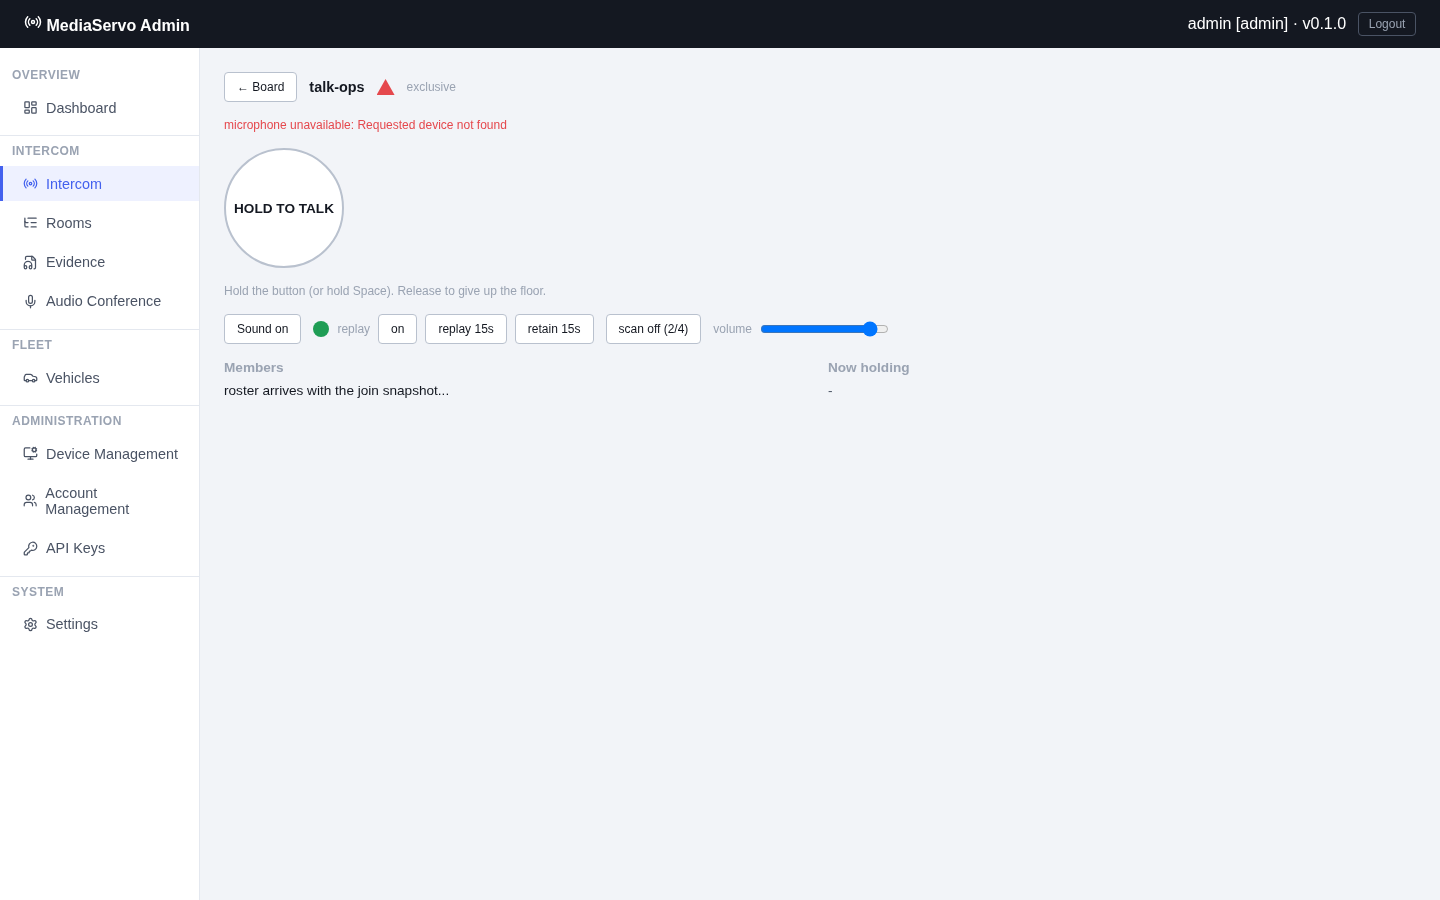 MediaServo Admin
admin [admin] · v0.1.0
Logout
OVERVIEW
Dashboard
INTERCOM
Intercom
Rooms
Evidence
Audio Conference
FLEET
Vehicles
ADMINISTRATION
Device Management
Account
Management
API Keys
SYSTEM
Settings
← Board
talk-ops
exclusive
microphone unavailable: Requested device not found
HOLD TO TALK
Hold the button (or hold Space). Release to give up the floor.
Sound on
replay
on
replay 15s
retain 15s
scan off (2/4)
volume
Members
roster arrives with the join snapshot...
Now holding
-